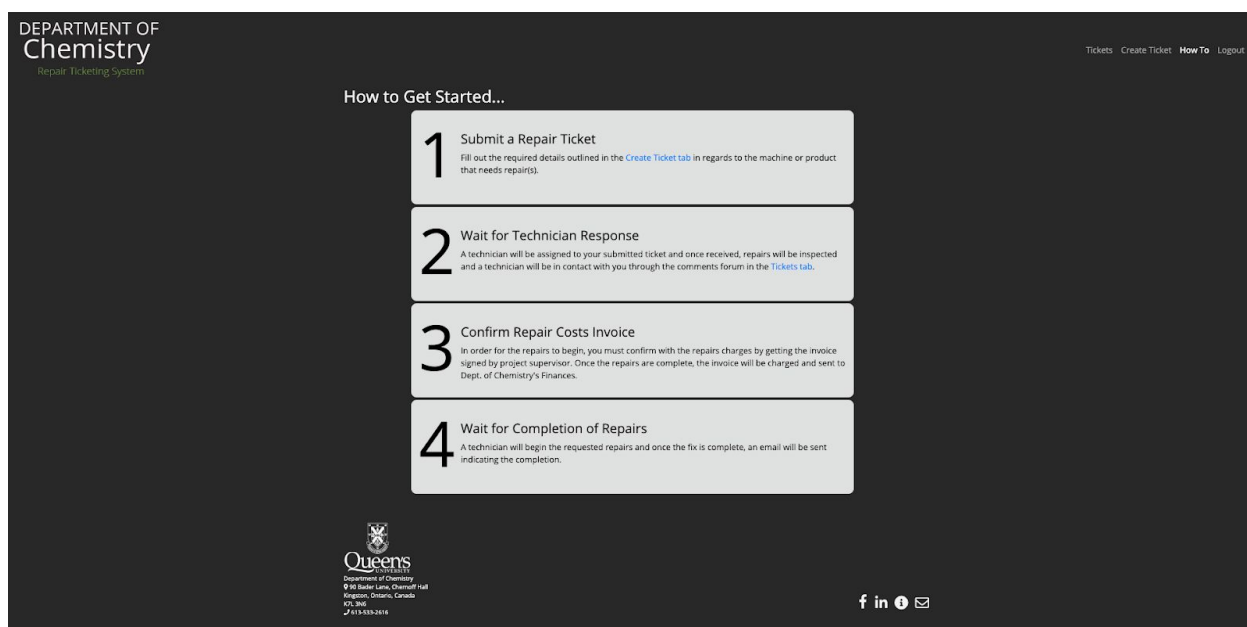 DEPARTMENT OF
Chemistry
Repair Ticketing System
Tickets Create Ticket How To Logout
How to Get Started...
1
Submit a Repair Ticket
Fill out the required details outlined in the Create Ticket tab in regards to the machine or product
that needs repair(s).
2
Wait for Technician Response
A technician will be assigned to your submitted ticket and once received, repairs will be inspected
and a technician will be in contact with you through the comments forum in the Tickets tab.
3
Confirm Repair Costs Invoice
In order for the repairs to begin, you must confirm with the repairs charges by getting the invoice
signed by project supervisor. Once the repairs are complete, the invoice will be charged and sent to
Dept. of Chemistry's Finances.
4
Wait for Completion of Repairs
A technician will begin the requested repairs and once the fix is complete, an email will be sent
indicating the completion.
Queen's
UNIVERSITY
Department of Chemistry
90 Bader Lane, Chernoff Hall
Kingston, Ontario, Canada
K7L 3N6
613-533-2616